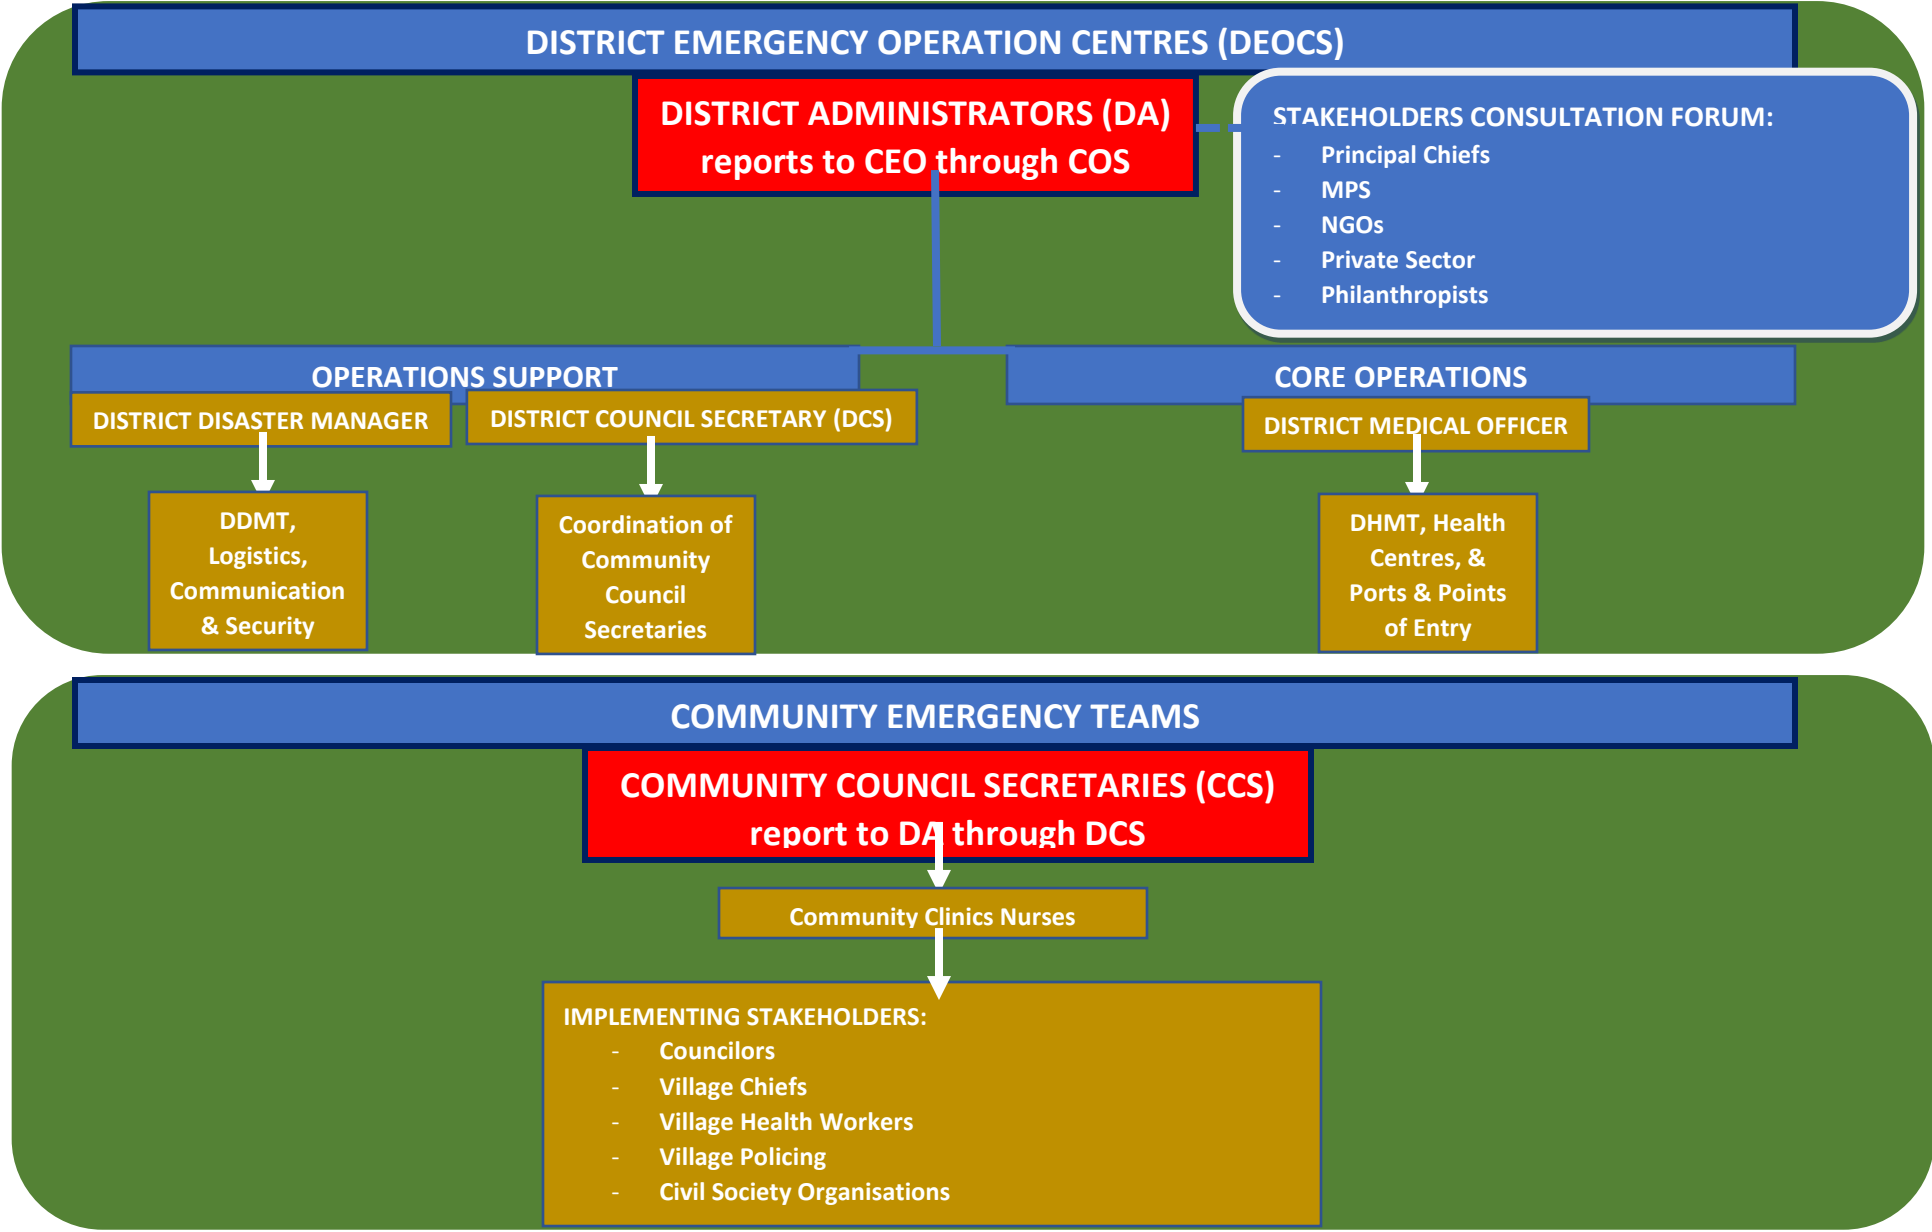 DISTRICT EMERGENCY OPERATION CENTRES (DEOCS)
DISTRICT ADMINISTRATORS (DA)
reports to CEO through COS
STAKEHOLDERS CONSULTATION FORUM:
- Principal Chiefs
- MPS
- NGOs
- Private Sector
- Philanthropists
OPERATIONS SUPPORT
CORE OPERATIONS
DISTRICT DISASTER MANAGER
DISTRICT COUNCIL SECRETARY (DCS)
DISTRICT MEDICAL OFFICER
DDMT,
Logistics,
Communication
& Security
Coordination of
Community
Council
Secretaries
DHMT, Health
Centres, &
Ports & Points
of Entry
COMMUNITY EMERGENCY TEAMS
COMMUNITY COUNCIL SECRETARIES (CCS)
report to DA through DCS
Community Clinics Nurses
IMPLEMENTING STAKEHOLDERS:
- Councilors
- Village Chiefs
- Village Health Workers
- Village Policing
- Civil Society Organisations